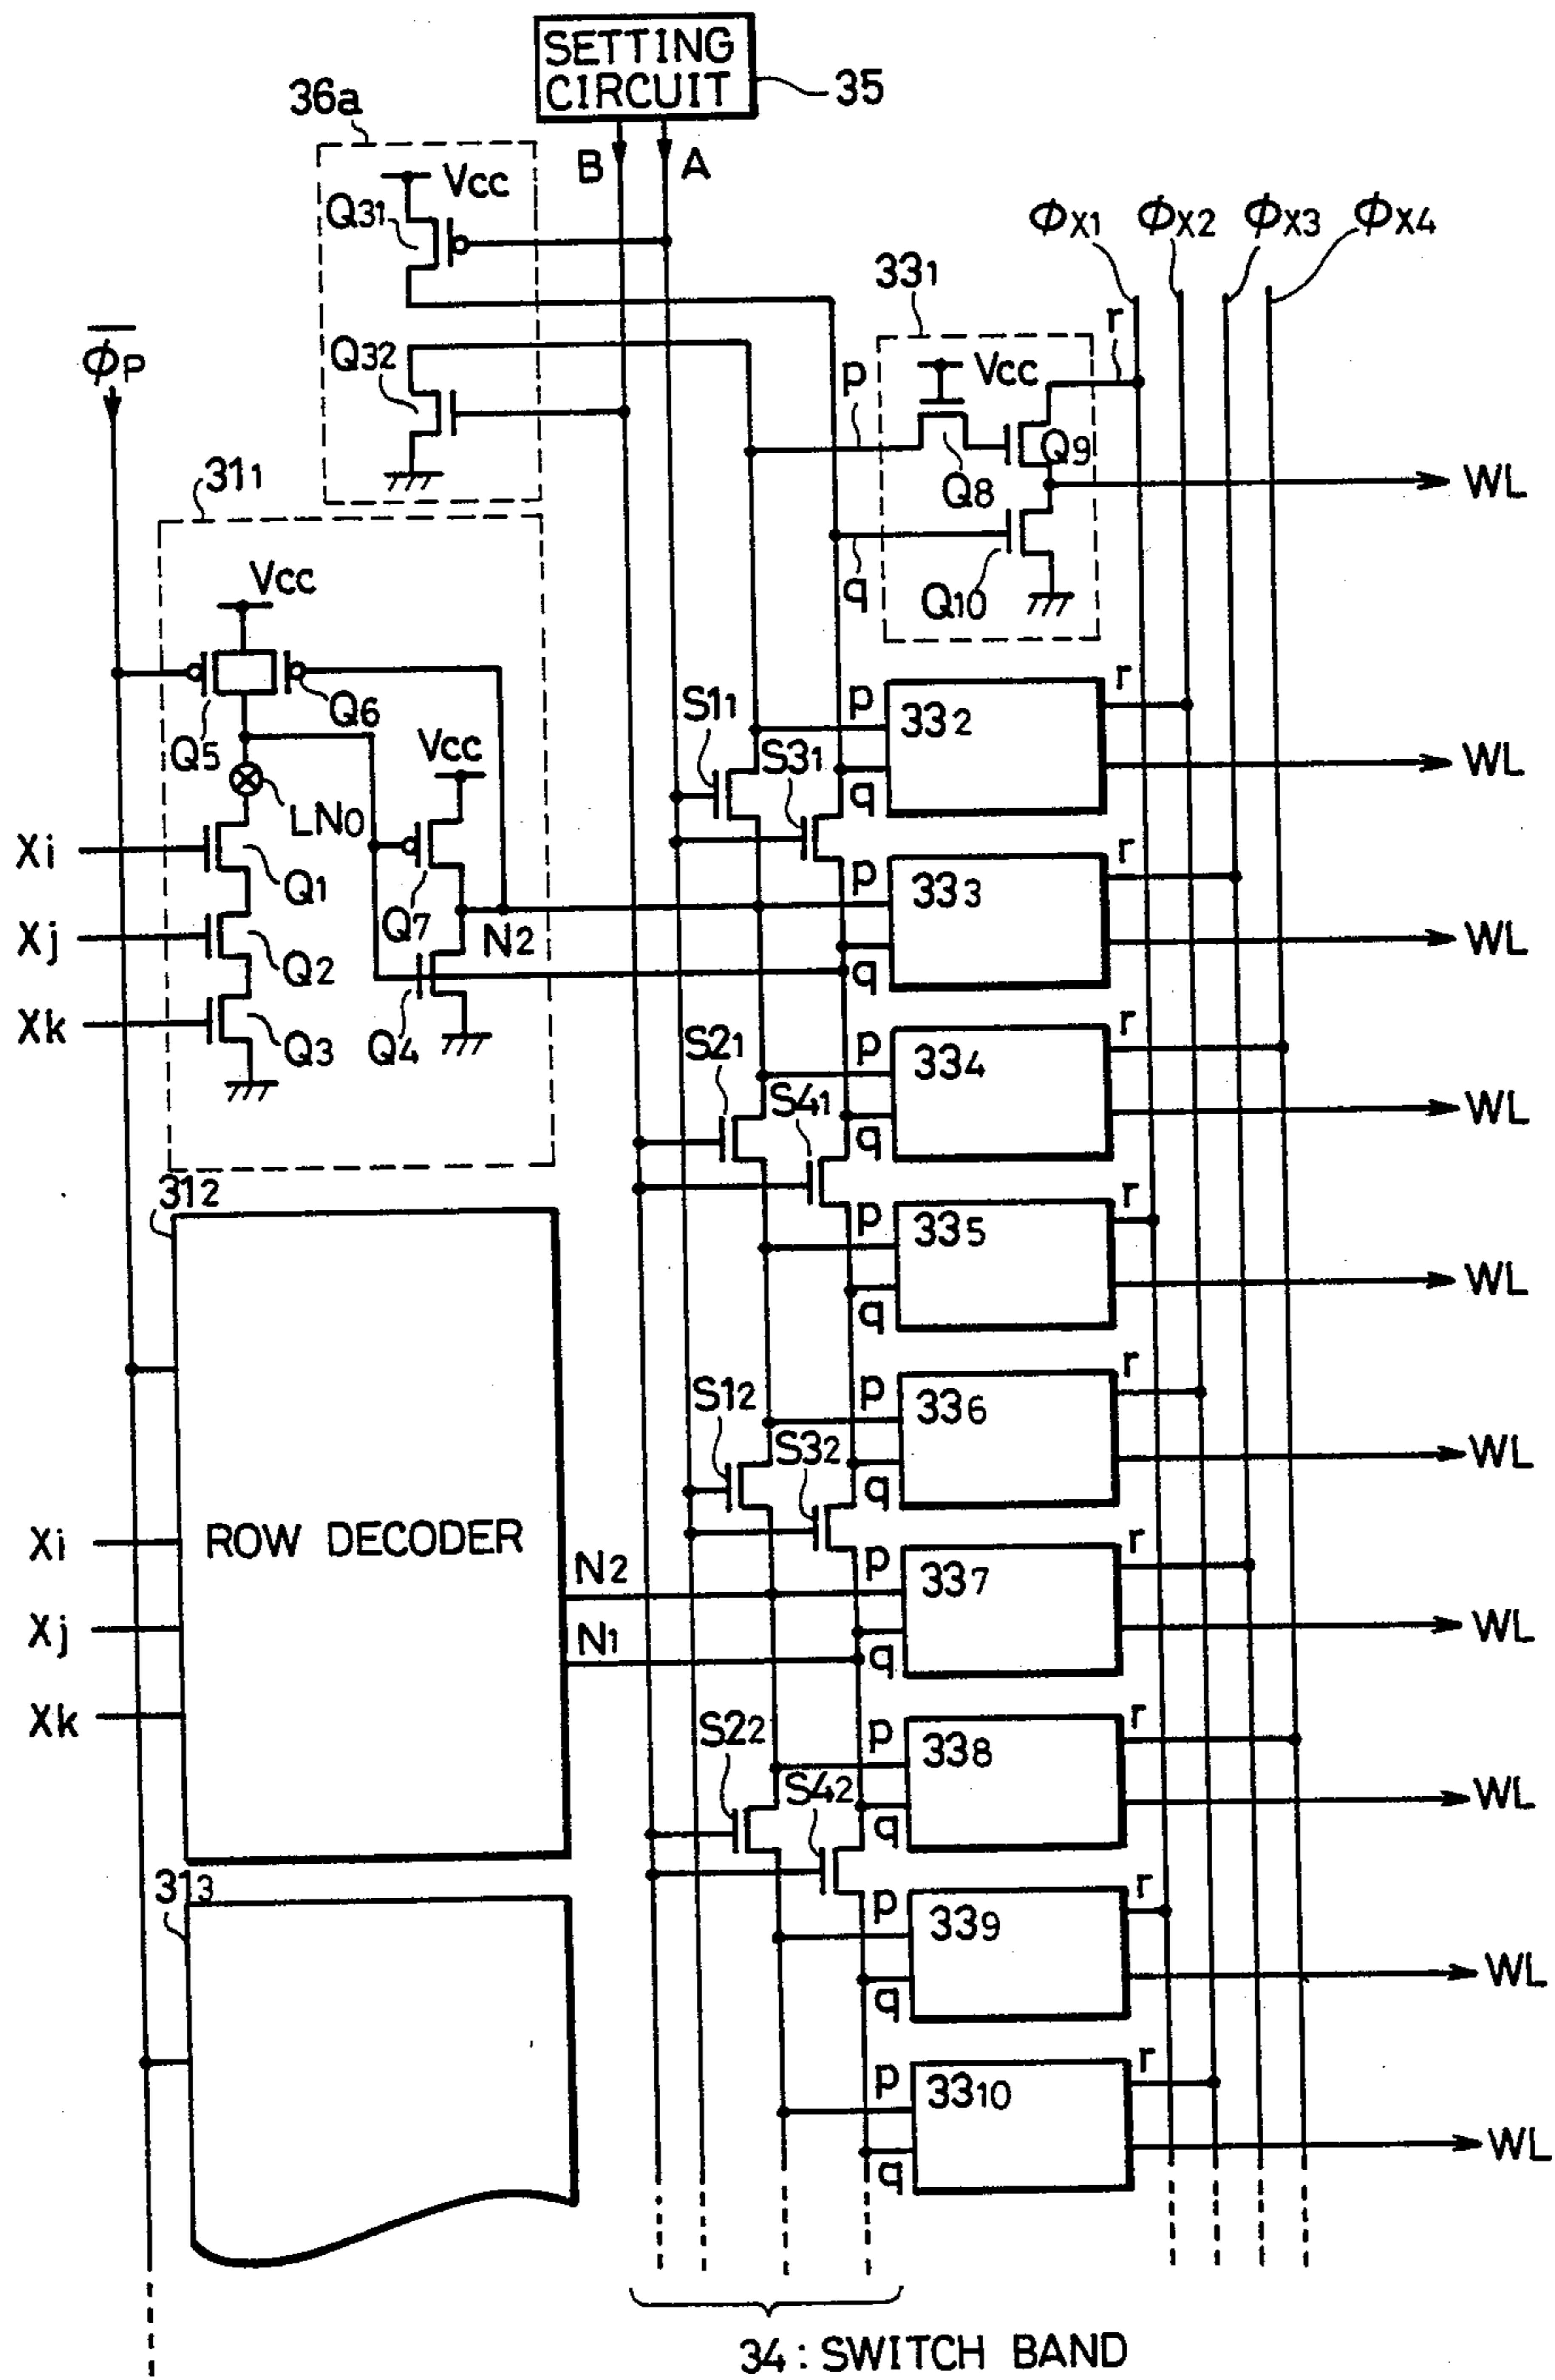 SETTING
CIRCUIT
35
36a
B
A
Vcc
Q31
ΦX1
ΦX2
ΦX3
ΦX4
331
r
Φ̅P
Q32
p
Vcc
Q9
Q8
WL
311
q
Q10
Vcc
Q5
Q6
S11
p
332
r
Vcc
S31
q
WL
LN0
Xi
Q1
Q7
p
333
r
Xj
Q2
N2
q
WL
Xk
Q3
Q4
S21
p
334
r
S41
q
WL
312
p
335
r
q
WL
S12
p
336
r
S32
q
WL
Xi
ROW DECODER
N2
p
337
r
Xj
N1
q
WL
Xk
S22
p
338
r
S42
q
WL
313
p
339
r
q
WL
p
3310
r
q
WL
34 : SWITCH BAND